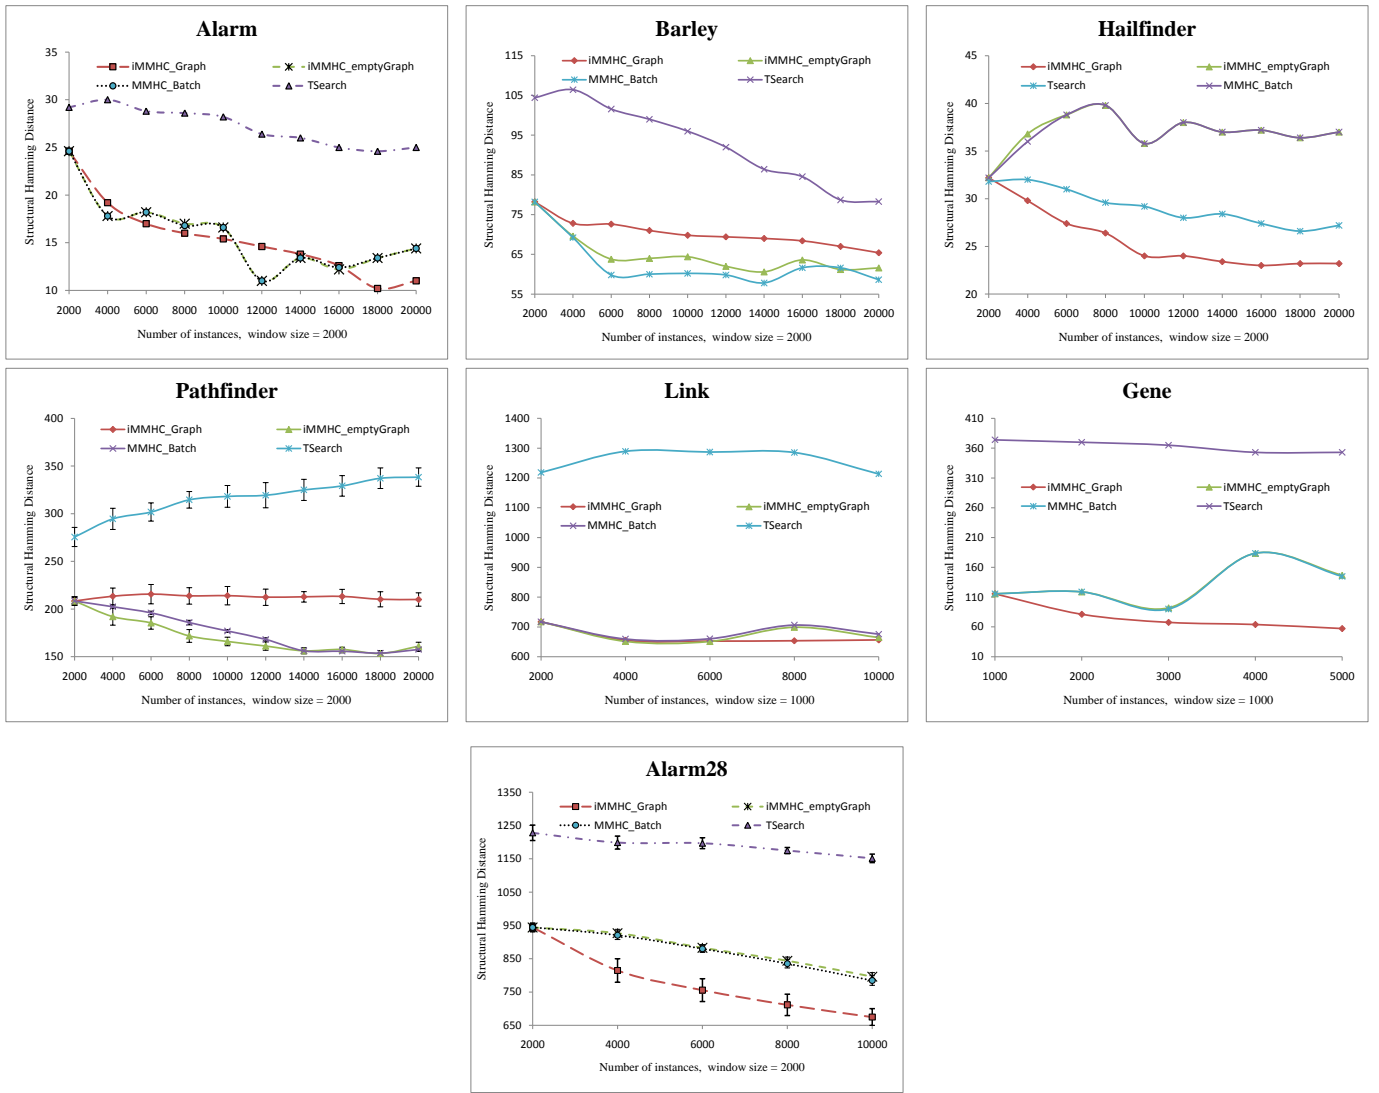 Alarm
35
30
25
20
15
10
iMMHC_Graph
iMMHC_emptyGraph
MMHC_Batch
TSearch
Structural Hamming Distance
2000 4000 6000 8000 10000 12000 14000 16000 18000 20000
Number of instances, window size = 2000
Barley
115
105
95
85
75
65
55
iMMHC_Graph
iMMHC_emptyGraph
MMHC_Batch
TSearch
Structural Hamming Distance
2000 4000 6000 8000 10000 12000 14000 16000 18000 20000
Number of instances, window size = 2000
Hailfinder
45
40
35
30
25
20
iMMHC_Graph
iMMHC_emptyGraph
Tsearch
MMHC_Batch
Structural Hamming Distance
2000 4000 6000 8000 10000 12000 14000 16000 18000 20000
Number of instances, window size = 2000
Pathfinder
400
350
300
250
200
150
iMMHC_Graph
iMMHC_emptyGraph
MMHC_Batch
TSearch
Structural Hamming Distance
2000 4000 6000 8000 10000 12000 14000 16000 18000 20000
Number of instances, window size = 2000
Link
1400
1300
1200
1100
1000
900
800
700
600
iMMHC_Graph
iMMHC_emptyGraph
MMHC_Batch
TSearch
Structural Hamming Distance
2000 4000 6000 8000 10000
Number of instances, window size = 1000
Gene
410
360
310
260
210
160
110
60
10
iMMHC_Graph
iMMHC_emptyGraph
MMHC_Batch
TSearch
Structural Hamming Distance
1000 2000 3000 4000 5000
Number of instances, window size = 1000
Alarm28
1350
1250
1150
1050
950
850
750
650
iMMHC_Graph
iMMHC_emptyGraph
MMHC_Batch
TSearch
Structural Hamming Distance
2000 4000 6000 8000 10000
Number of instances, window size = 2000